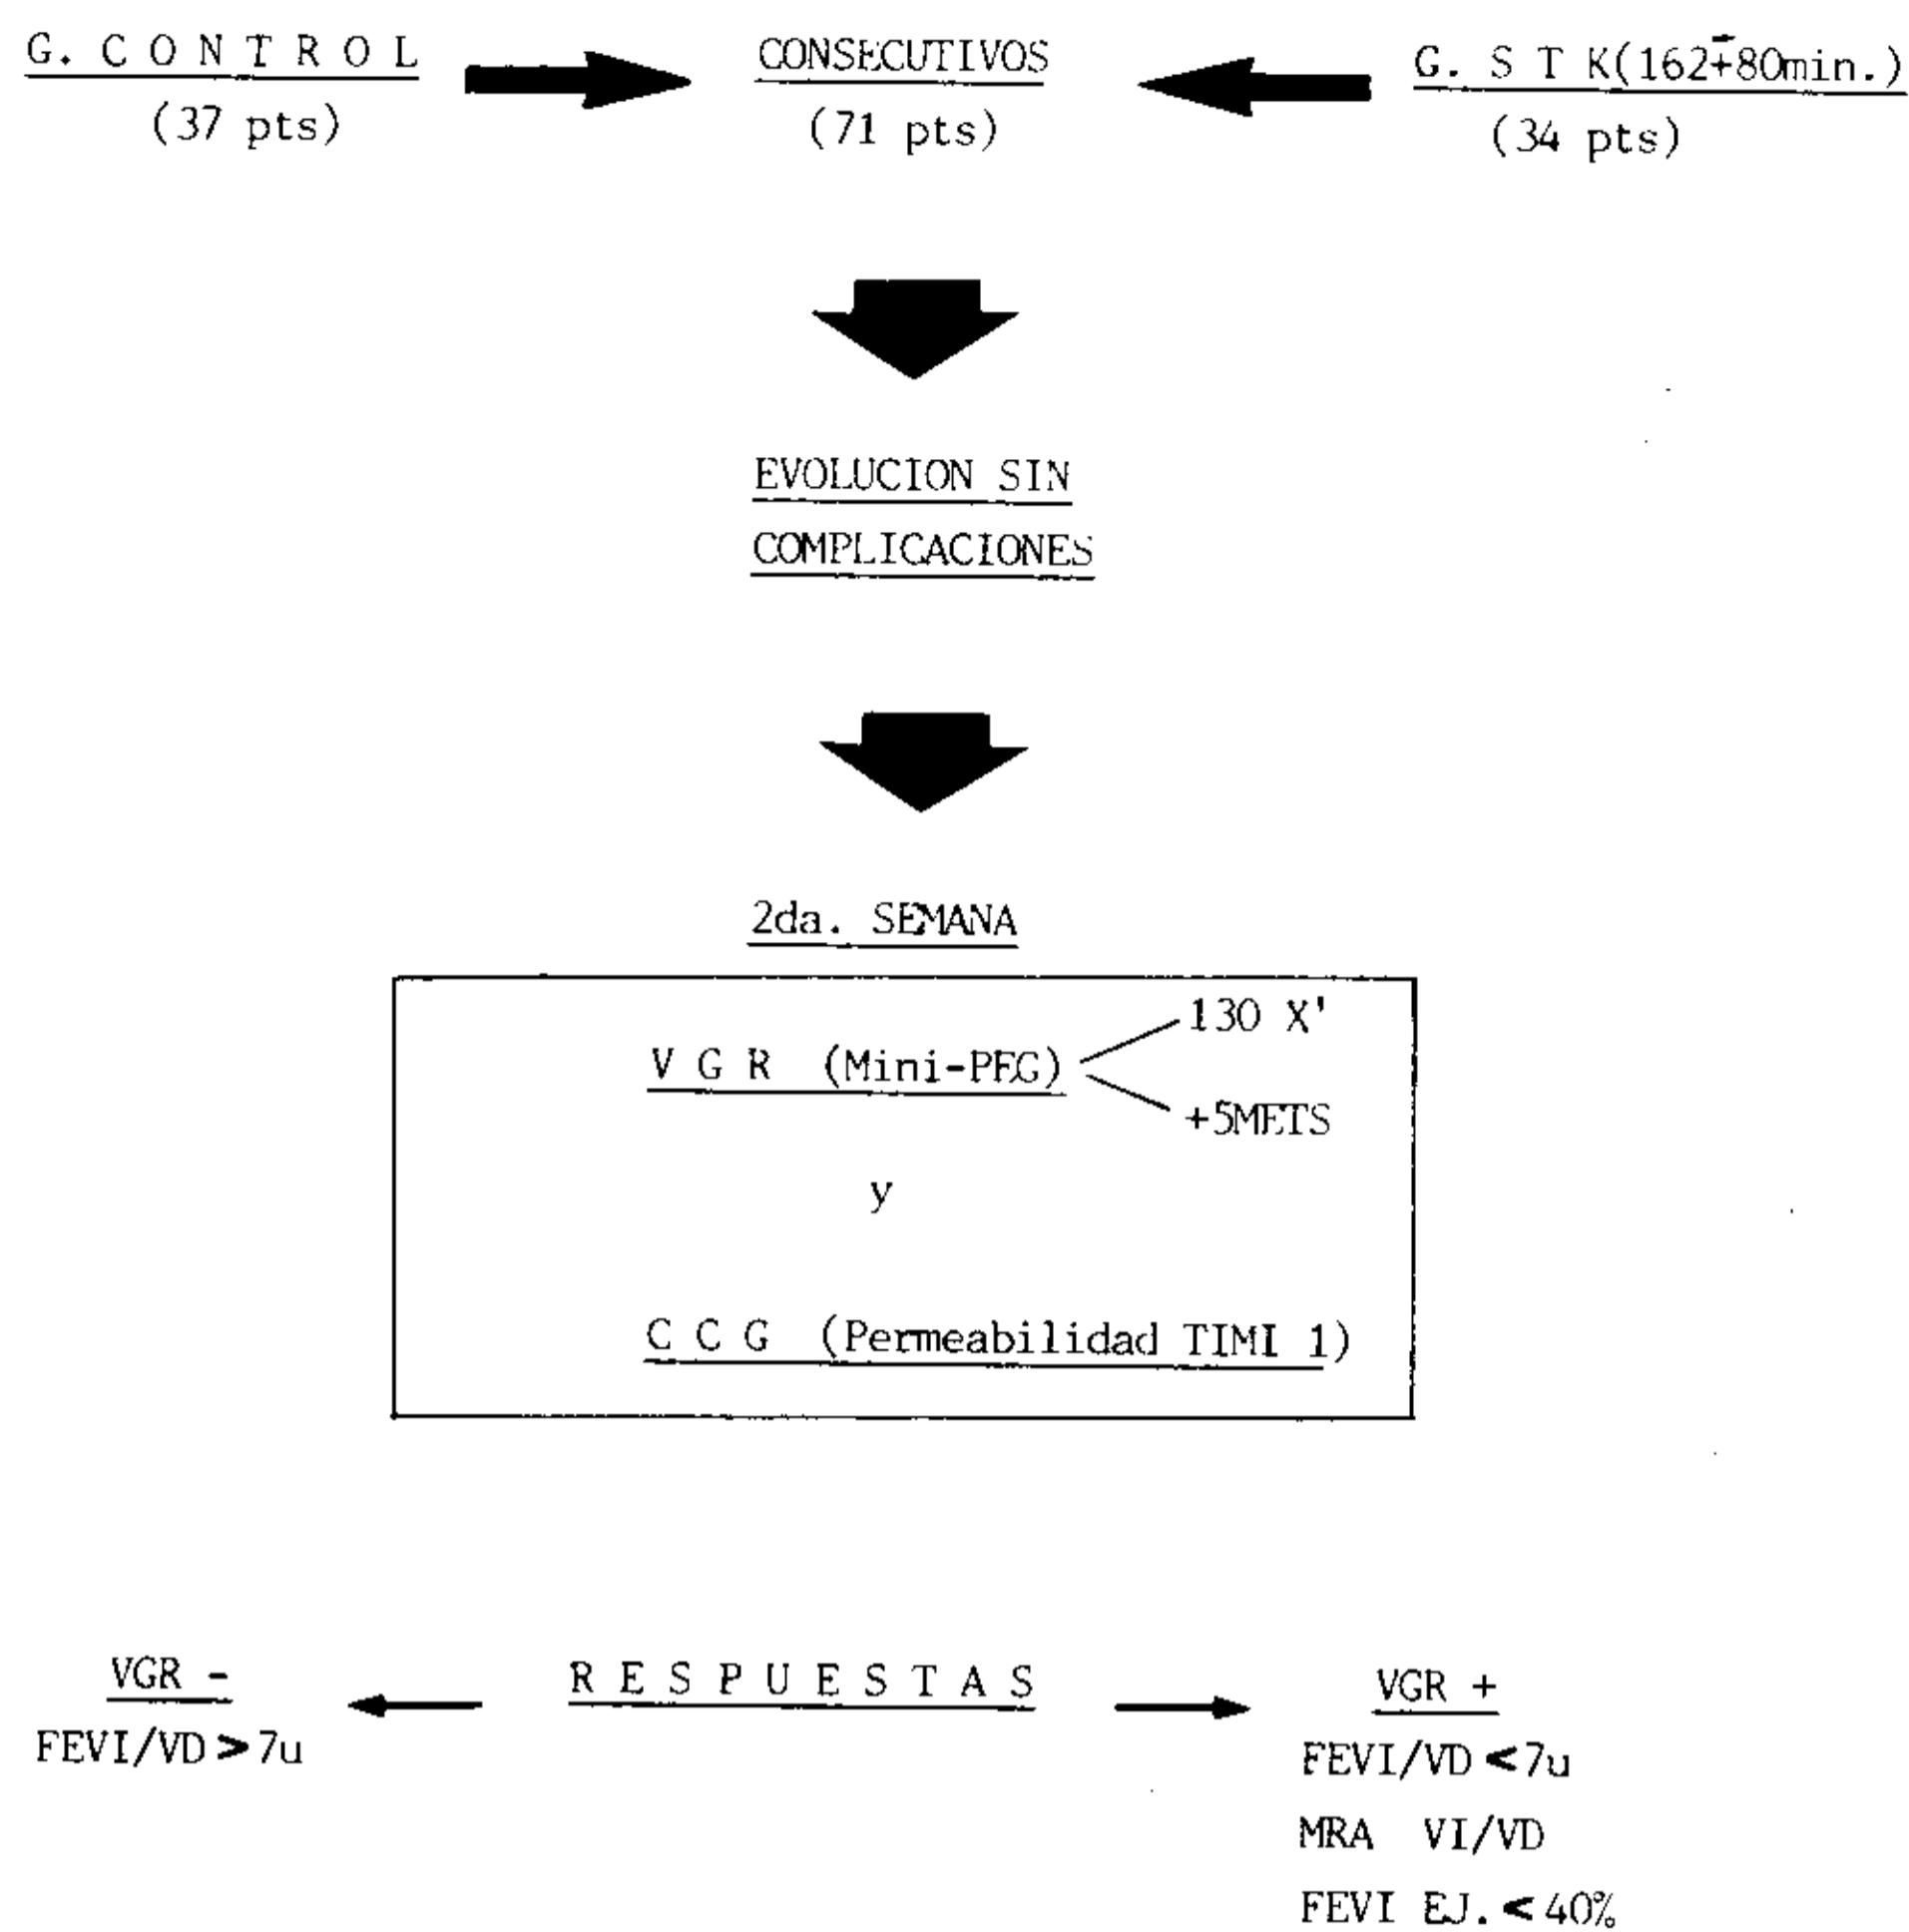 G. C O N T R O L
(37 pts)
CONSECUTIVOS
(71 pts)
G. S T K(162±80min.)
(34 pts)
EVOLUCION SIN
COMPLICACIONES
2da. SEMANA
130 X'
V G R (Mini-PEG)
+5METS
y
C C G (Permeabilidad TIMI 1)
VGR -
FEVI/VD>7u
R E S P U E S T A S
VGR +
FEVI/VD<7u
MRA VI/VD
FEVI EJ.<40%